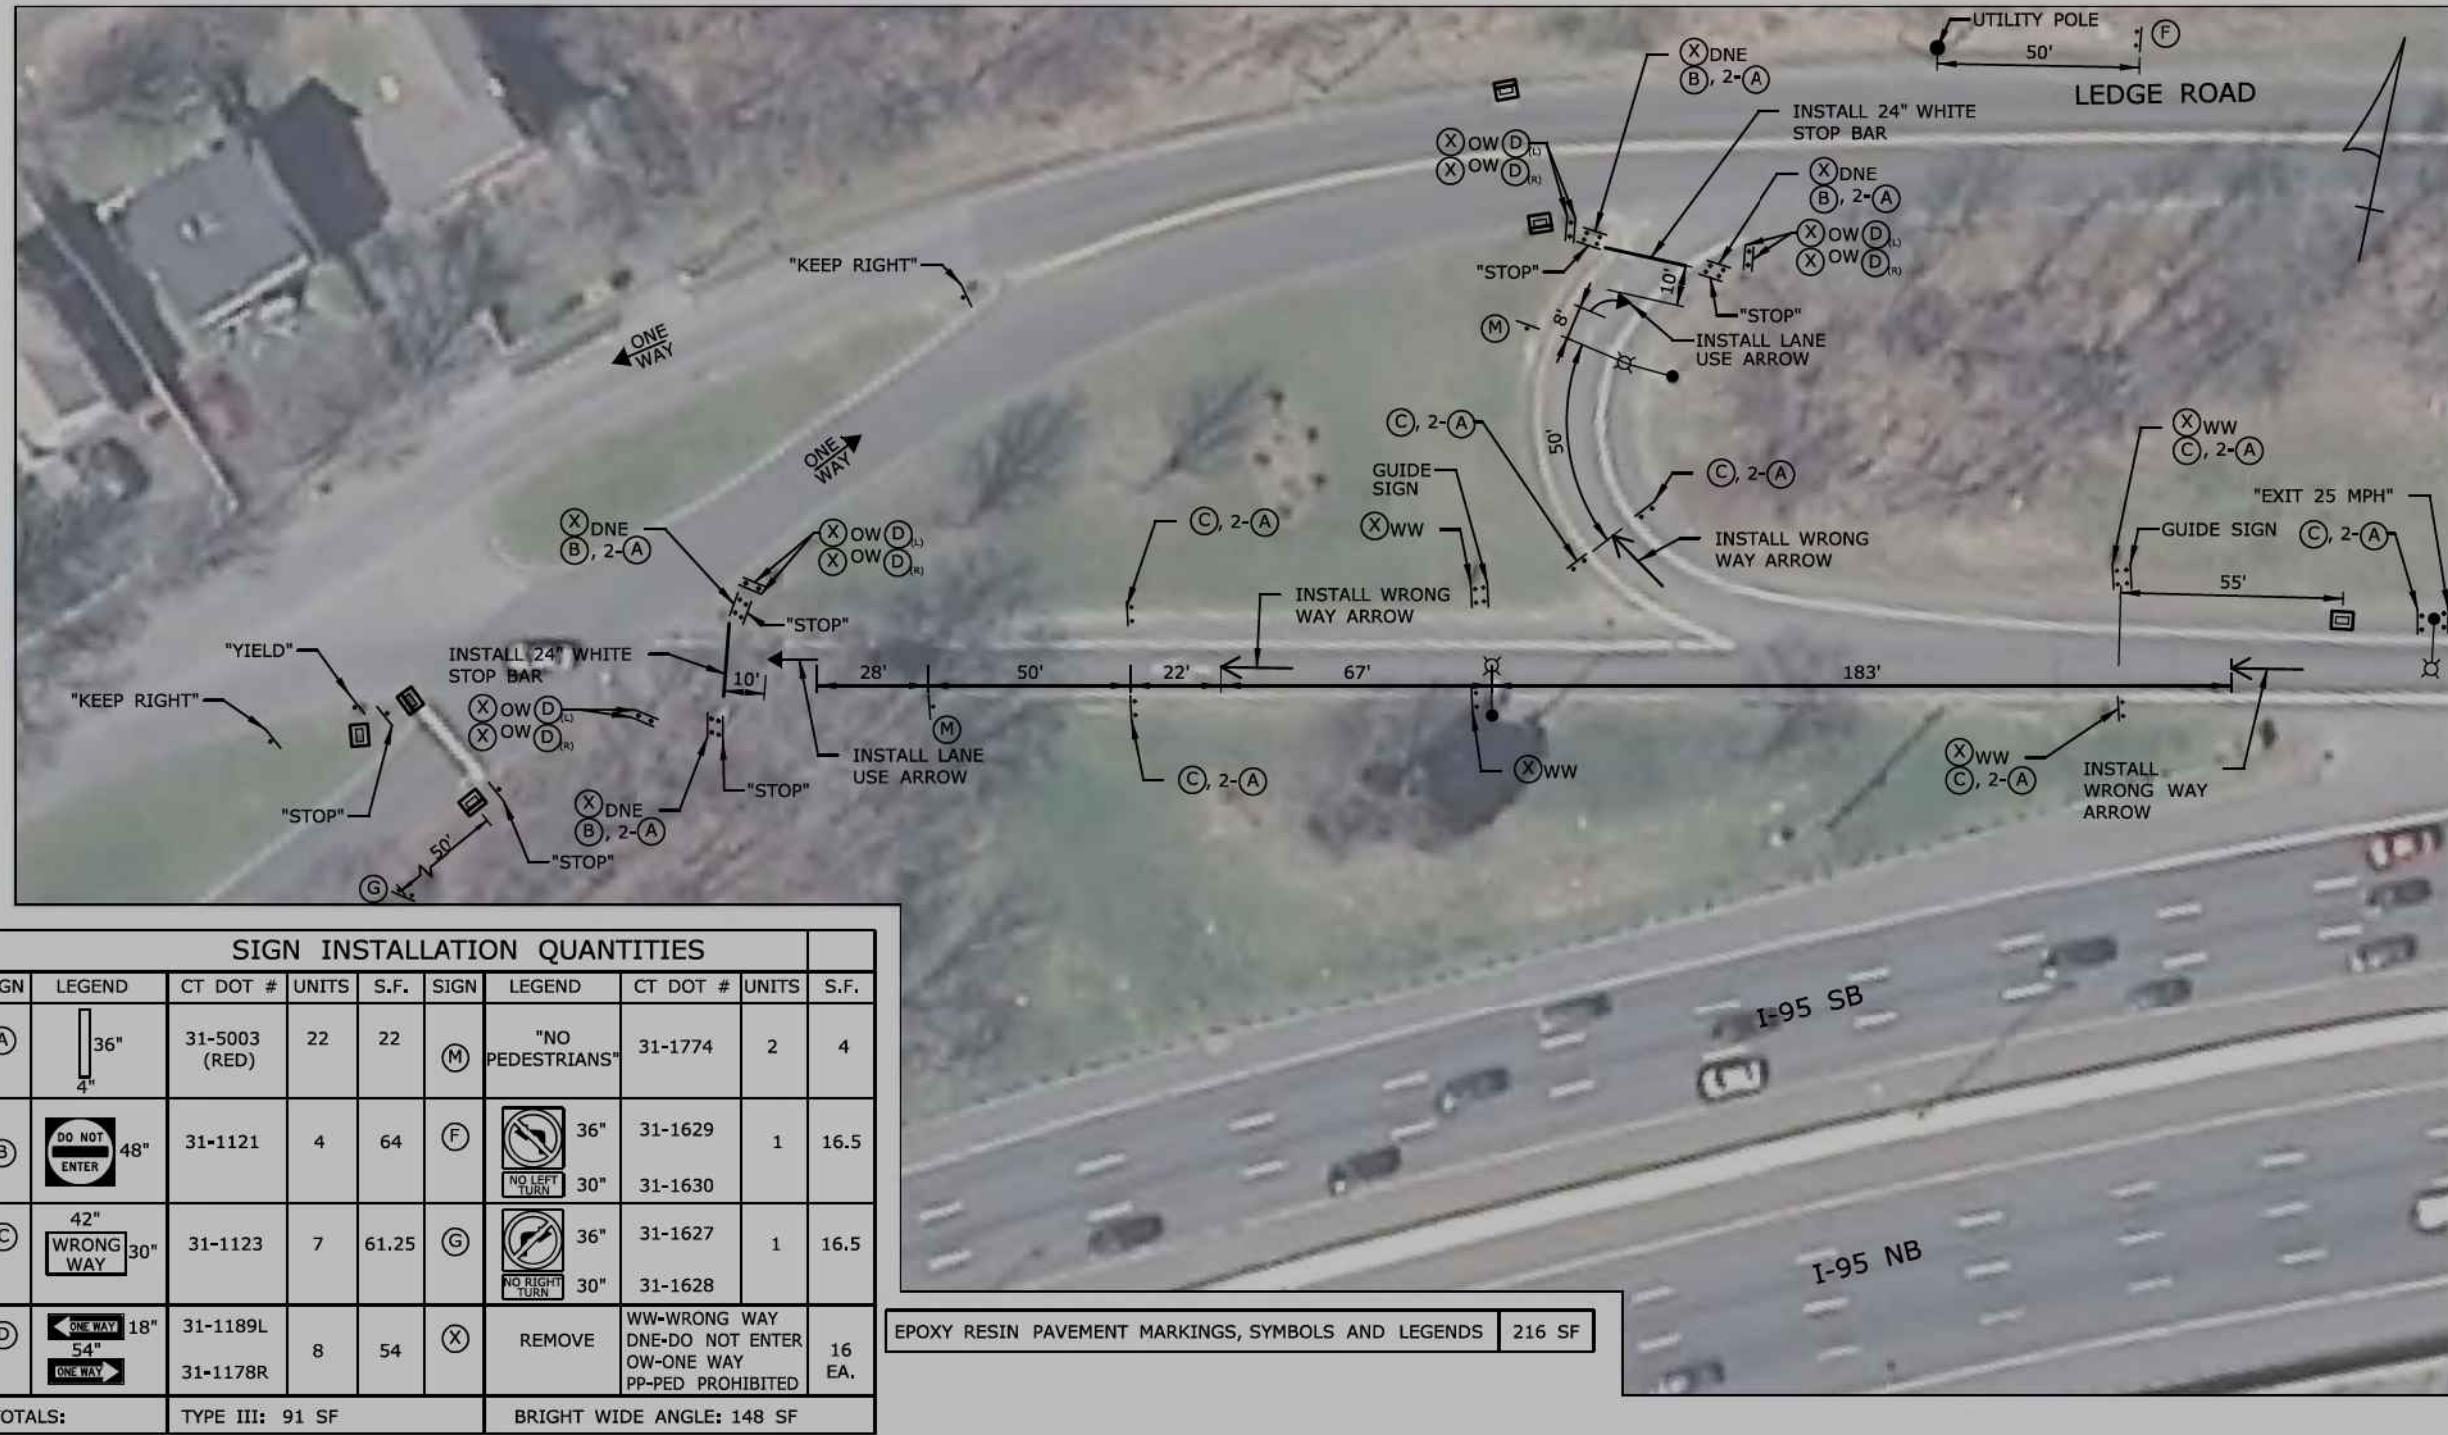 UTILITY POLE
F
50'
LEDGE ROAD
X DNE
B, 2-A
INSTALL 24" WHITE
STOP BAR
X OW D (L)
X OW D (R)
X DNE
B, 2-A
X OW D (L)
X OW D (R)
"STOP"
10'
"STOP"
8'
M
INSTALL LANE
USE ARROW
"KEEP RIGHT"
ONE
WAY
ONE
WAY
50'
C, 2-A
GUIDE
SIGN
X WW
C, 2-A
INSTALL WRONG
WAY ARROW
X WW
C, 2-A
"EXIT 25 MPH"
GUIDE SIGN
C, 2-A
55'
X DNE
B, 2-A
X OW D (L)
X OW D (R)
C, 2-A
INSTALL WRONG
WAY ARROW
"STOP"
"YIELD"
INSTALL 24" WHITE
STOP BAR
"KEEP RIGHT"
10'
28'
50'
22'
67'
183'
X OW D (L)
X OW D (R)
M
INSTALL LANE
USE ARROW
C, 2-A
X WW
X WW
C, 2-A
INSTALL
WRONG WAY
ARROW
"STOP"
X DNE
B, 2-A
"STOP"
"STOP"
50'
G
I-95 SB
I-95 NB
SIGN INSTALLATION QUANTITIES
GN LEGEND CT DOT # UNITS S.F. SIGN LEGEND CT DOT # UNITS S.F.
A 36" 4" 31-5003 (RED) 22 22 M "NO PEDESTRIANS" 31-1774 2 4
B DO NOT ENTER 48" 31-1121 4 64 F 36" 31-1629 1 16.5
NO LEFT TURN 30" 31-1630
C 42" WRONG WAY 30" 31-1123 7 61.25 G 36" 31-1627 1 16.5
NO RIGHT TURN 30" 31-1628
D ONE WAY 18" 31-1189L 8 54 X REMOVE WW-WRONG WAY 16 EA.
54" DNE-DO NOT ENTER
ONE WAY 31-1178R OW-ONE WAY
PP-PED PROHIBITED
OTALS: TYPE III: 91 SF BRIGHT WIDE ANGLE: 148 SF
EPOXY RESIN PAVEMENT MARKINGS, SYMBOLS AND LEGENDS 216 SF